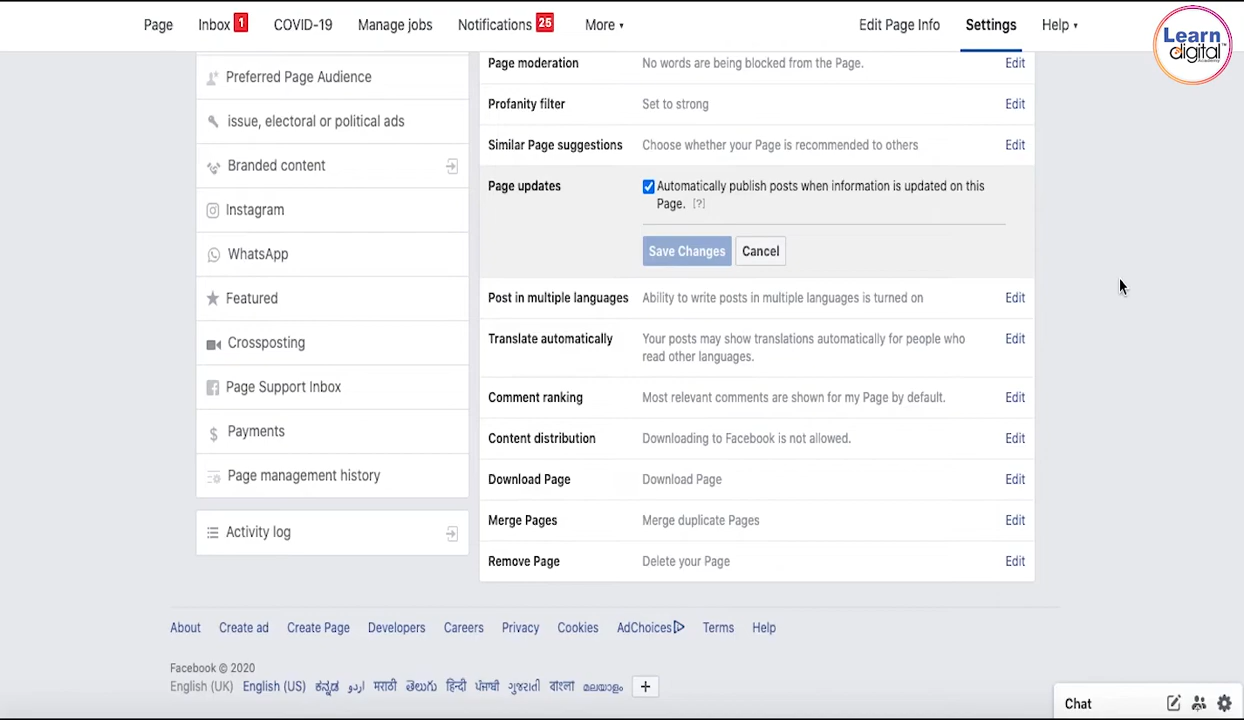 Page Inbox 1 COVID-19 Manage jobs Notifications 25 More Edit Page Info Settings Help
Learn
digital
Academy
Preferred Page Audience
issue, electoral or political ads
Branded content
Instagram
WhatsApp
Featured
Crossposting
Page Support Inbox
Payments
Page management history
Activity log
Page moderation No words are being blocked from the Page. Edit
Profanity filter Set to strong Edit
Similar Page suggestions Choose whether your Page is recommended to others Edit
Page updates Automatically publish posts when information is updated on this
Page. [?]
Save Changes Cancel
Post in multiple languages Ability to write posts in multiple languages is turned on Edit
Translate automatically Your posts may show translations automatically for people who Edit
read other languages.
Comment ranking Most relevant comments are shown for my Page by default. Edit
Content distribution Downloading to Facebook is not allowed. Edit
Download Page Download Page Edit
Merge Pages Merge duplicate Pages Edit
Remove Page Delete your Page Edit
About Create ad Create Page Developers Careers Privacy Cookies AdChoices Terms Help
Facebook © 2020
English (UK) English (US) ಕನ್ನಡ اردو मराठी తెలుగు हिन्दी ਪੰਜਾਬੀ ગુજરાતી বাংলা മലയാളം +
Chat